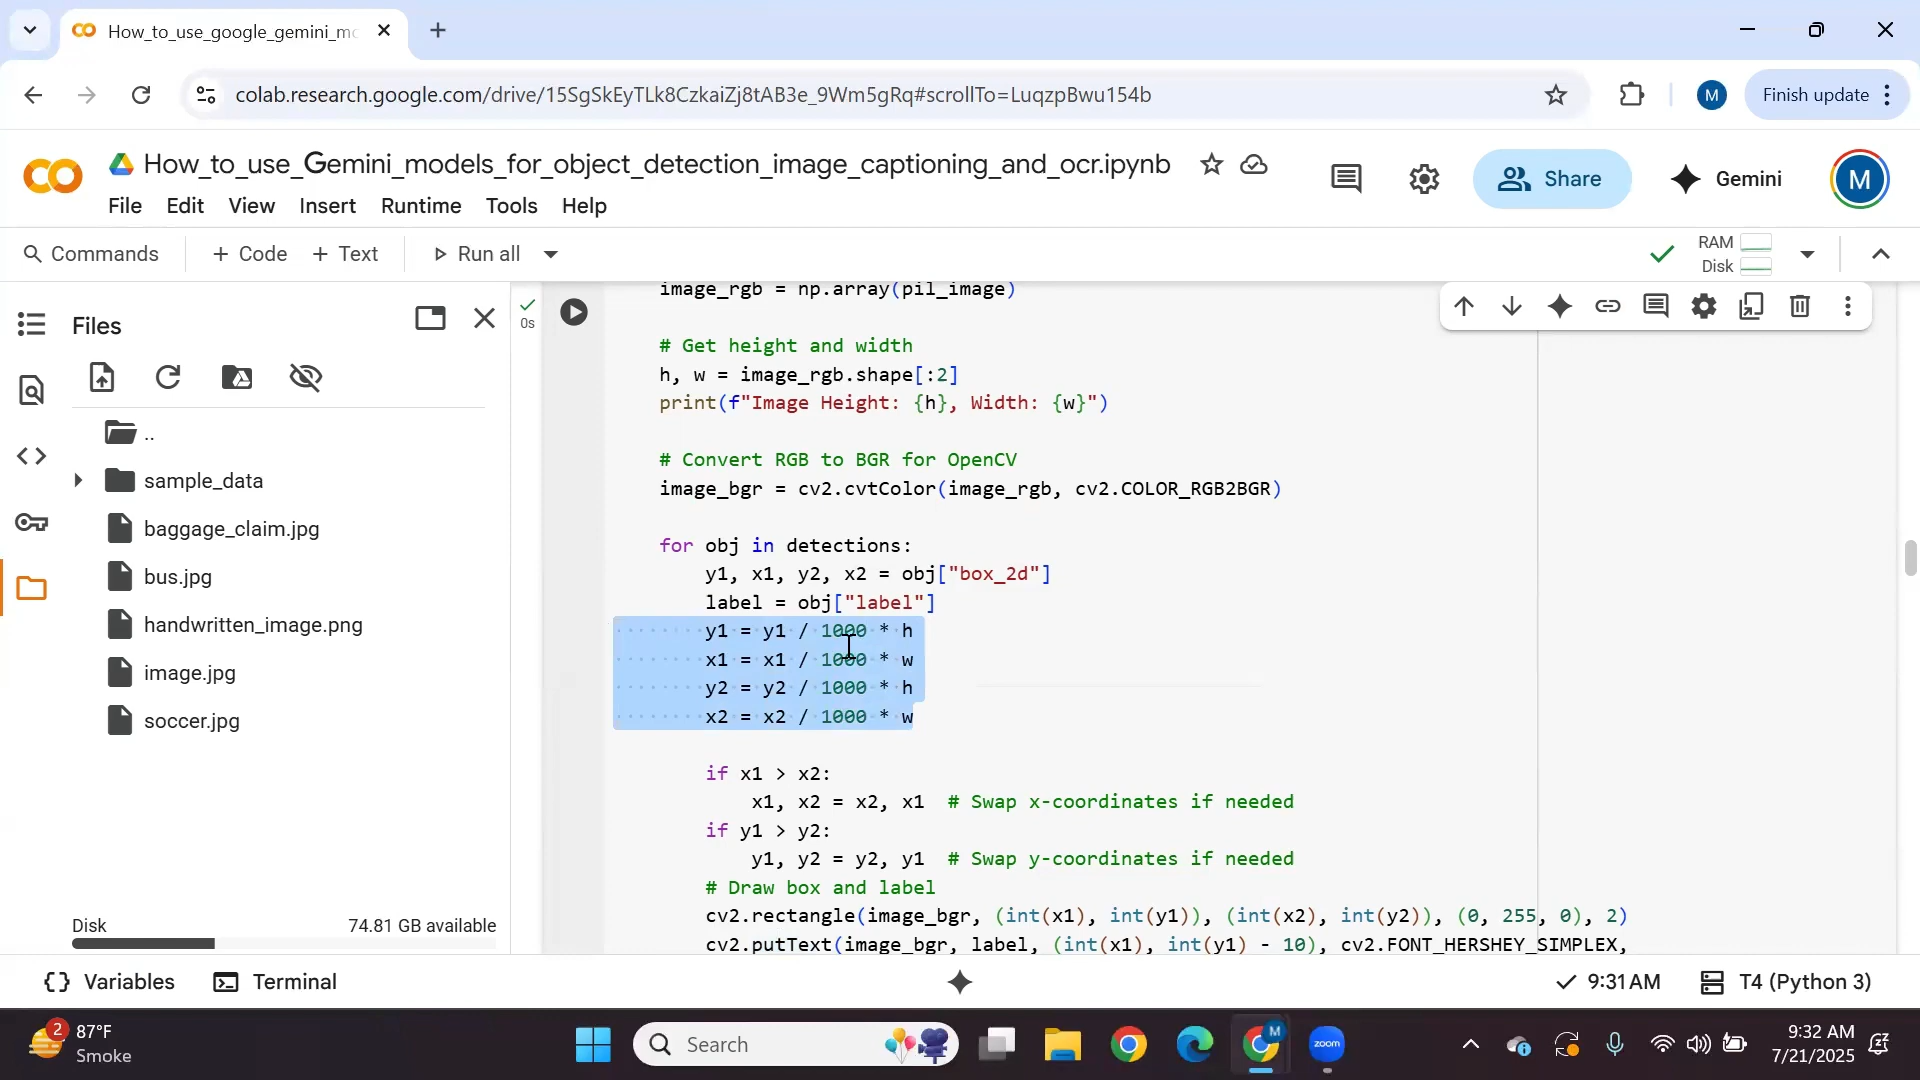 How_to_use_google_gemini_mo
colab.research.google.com/drive/15SgSkEyTLk8CzkaiZj8tAB3e_9Wm5gRq#scrollTo=LuqzpBwu154b
M
Finish update
How_to_use_Gemini_models_for_object_detection_image_captioning_and_ocr.ipynb
Share
Gemini
M
File Edit View Insert Runtime Tools Help
Commands + Code + Text Run all
RAM
Disk
Files
..
sample_data
baggage_claim.jpg
bus.jpg
handwritten_image.png
image.jpg
soccer.jpg
Disk 74.81 GB available
0s
image_rgb = np.array(pil_image)
# Get height and width
h, w = image_rgb.shape[:2]
print(f"Image Height: {h}, Width: {w}")
# Convert RGB to BGR for OpenCV
image_bgr = cv2.cvtColor(image_rgb, cv2.COLOR_RGB2BGR)
for obj in detections:
y1, x1, y2, x2 = obj["box_2d"]
label = obj["label"]
y1 = y1 / 1000 * h
x1 = x1 / 1000 * w
y2 = y2 / 1000 * h
x2 = x2 / 1000 * w
if x1 > x2:
x1, x2 = x2, x1 # Swap x-coordinates if needed
if y1 > y2:
y1, y2 = y2, y1 # Swap y-coordinates if needed
# Draw box and label
cv2.rectangle(image_bgr, (int(x1), int(y1)), (int(x2), int(y2)), (0, 255, 0), 2)
cv2.putText(image_bgr, label, (int(x1), int(y1) - 10), cv2.FONT_HERSHEY_SIMPLEX,
Variables Terminal
9:31 AM T4 (Python 3)
2
87°F
Smoke
Search
M
zoom
9:32 AM
7/21/2025